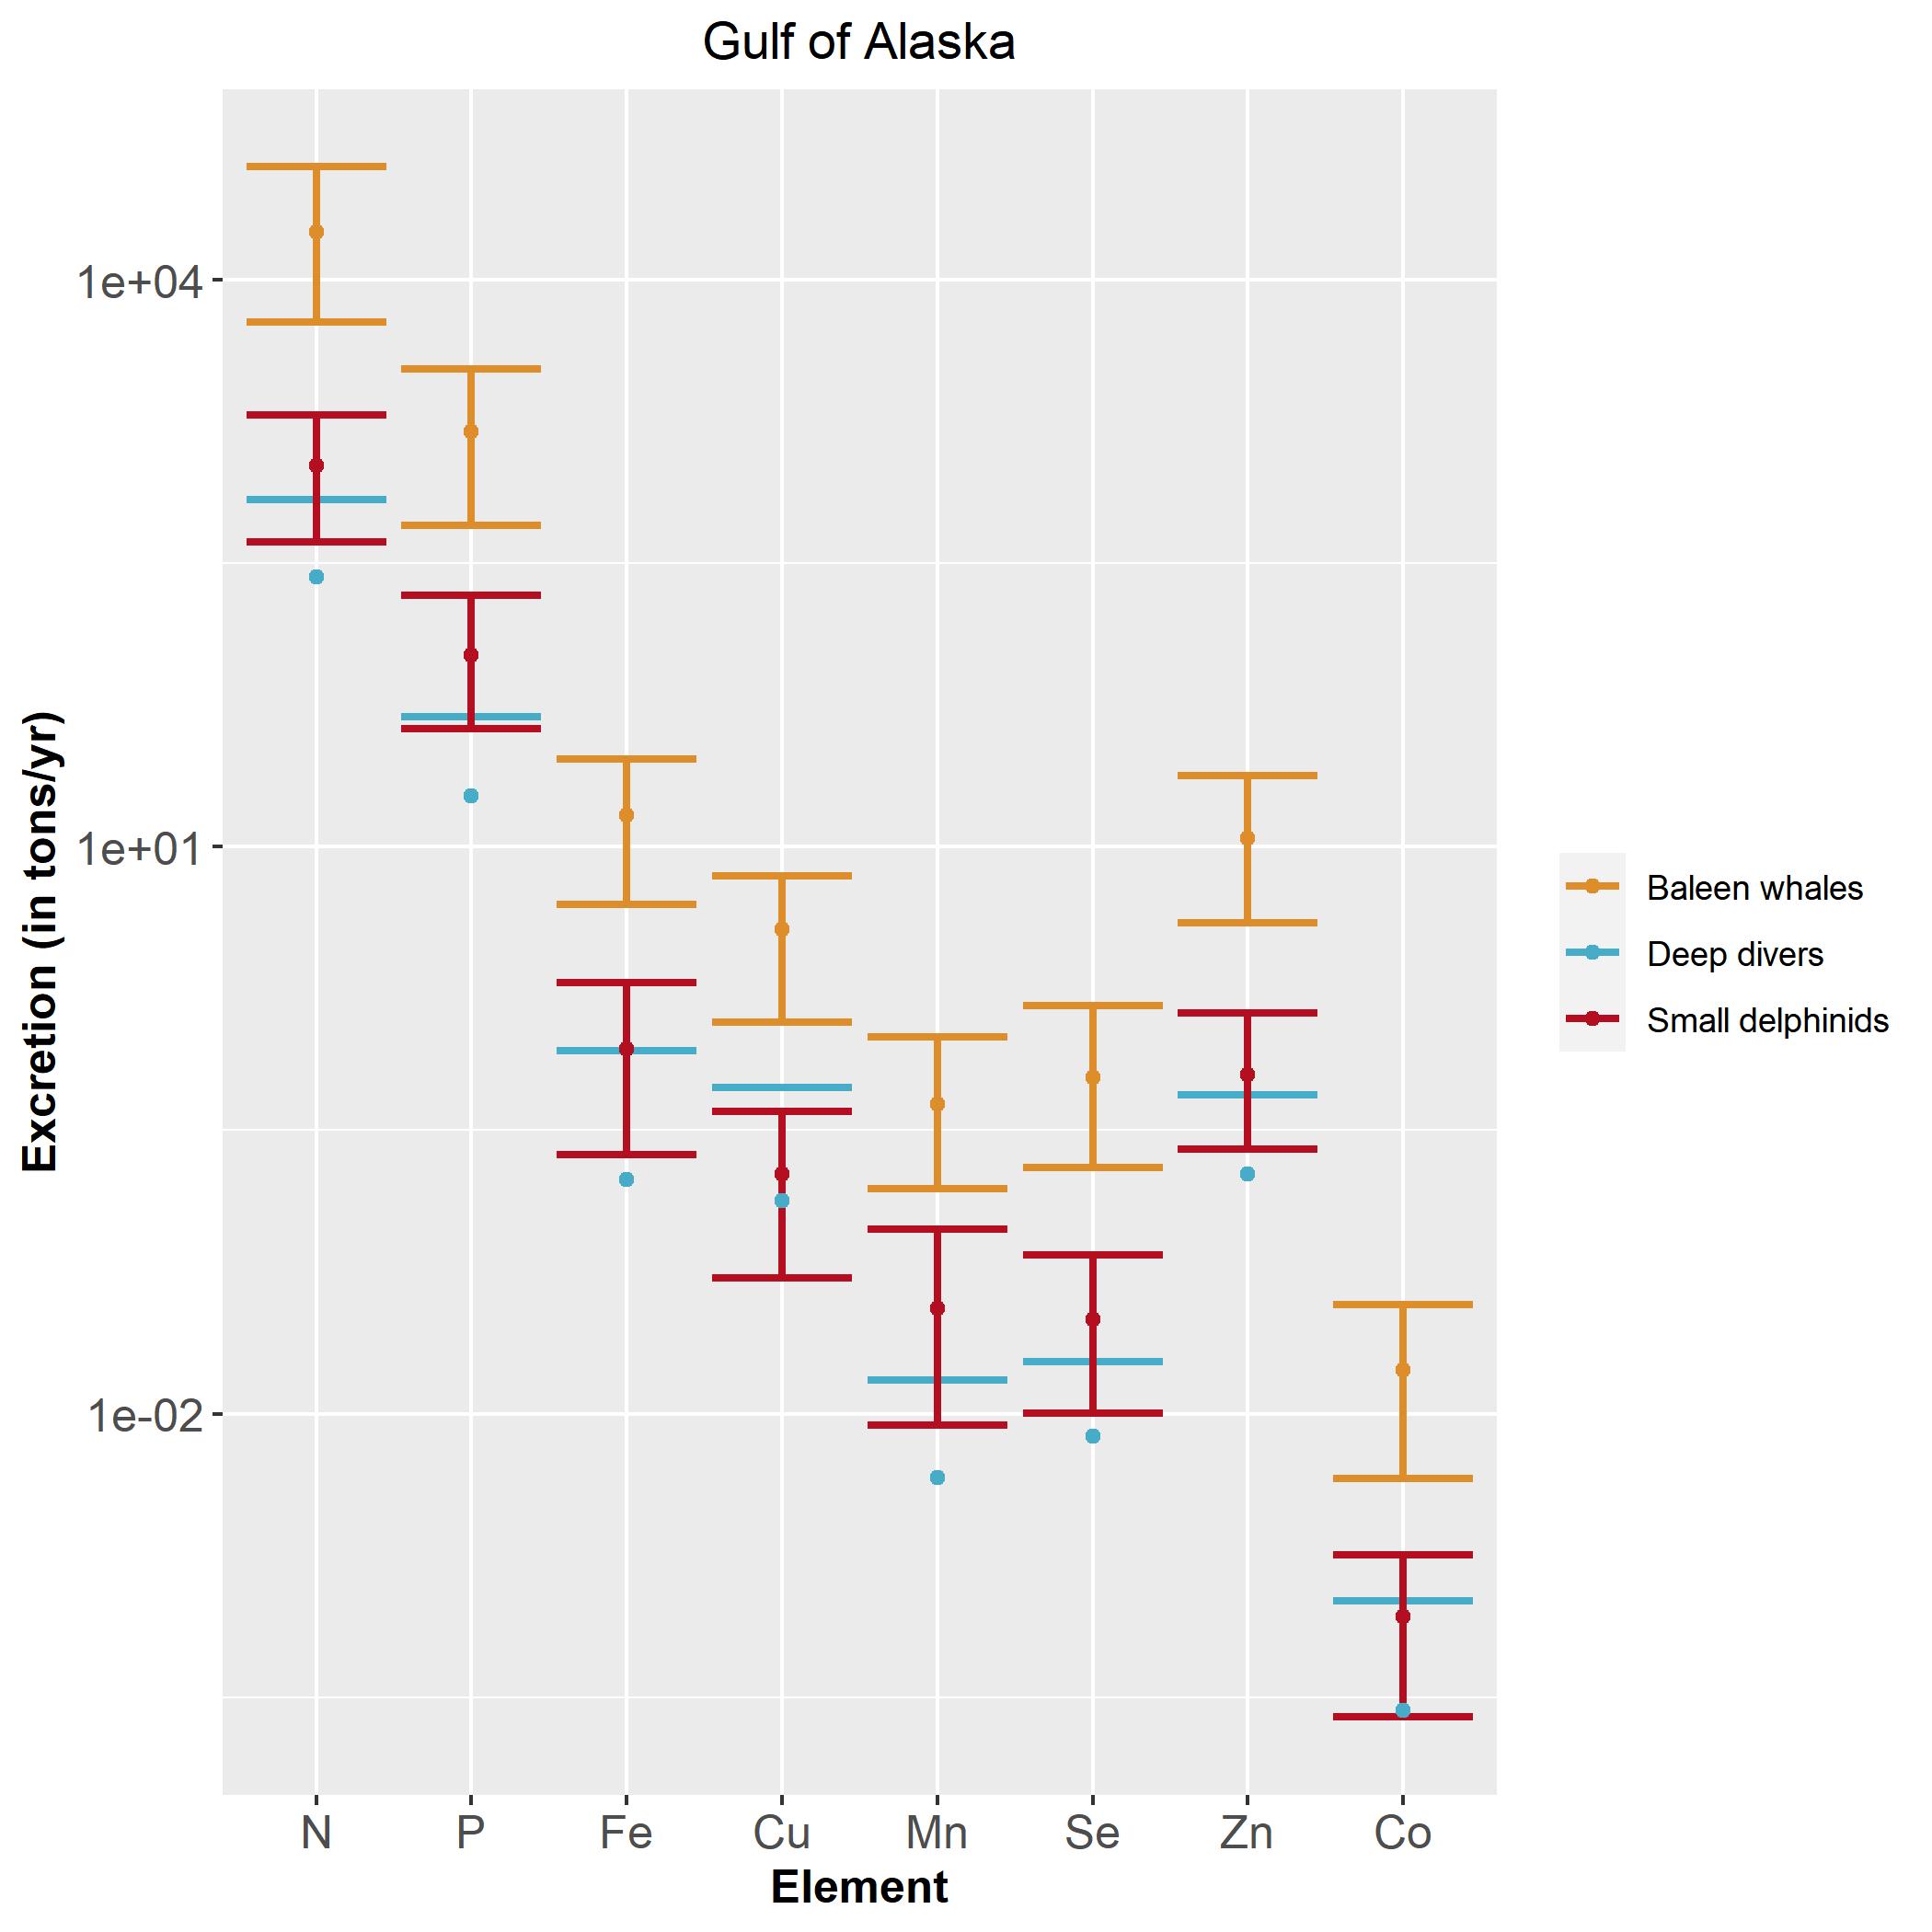 Gulf of Alaska
Excretion (in tons/yr)
1e+04
1e+01
1e-02
N P Fe Cu Mn Se Zn Co
Element
Baleen whales
Deep divers
Small delphinids